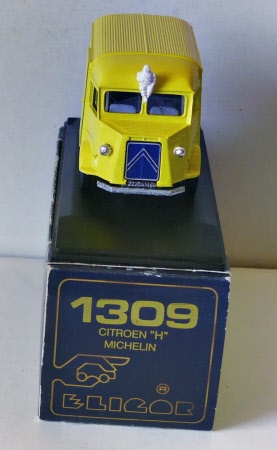 1309
CITROEN "H"
MICHELIN
®
ELIGOR